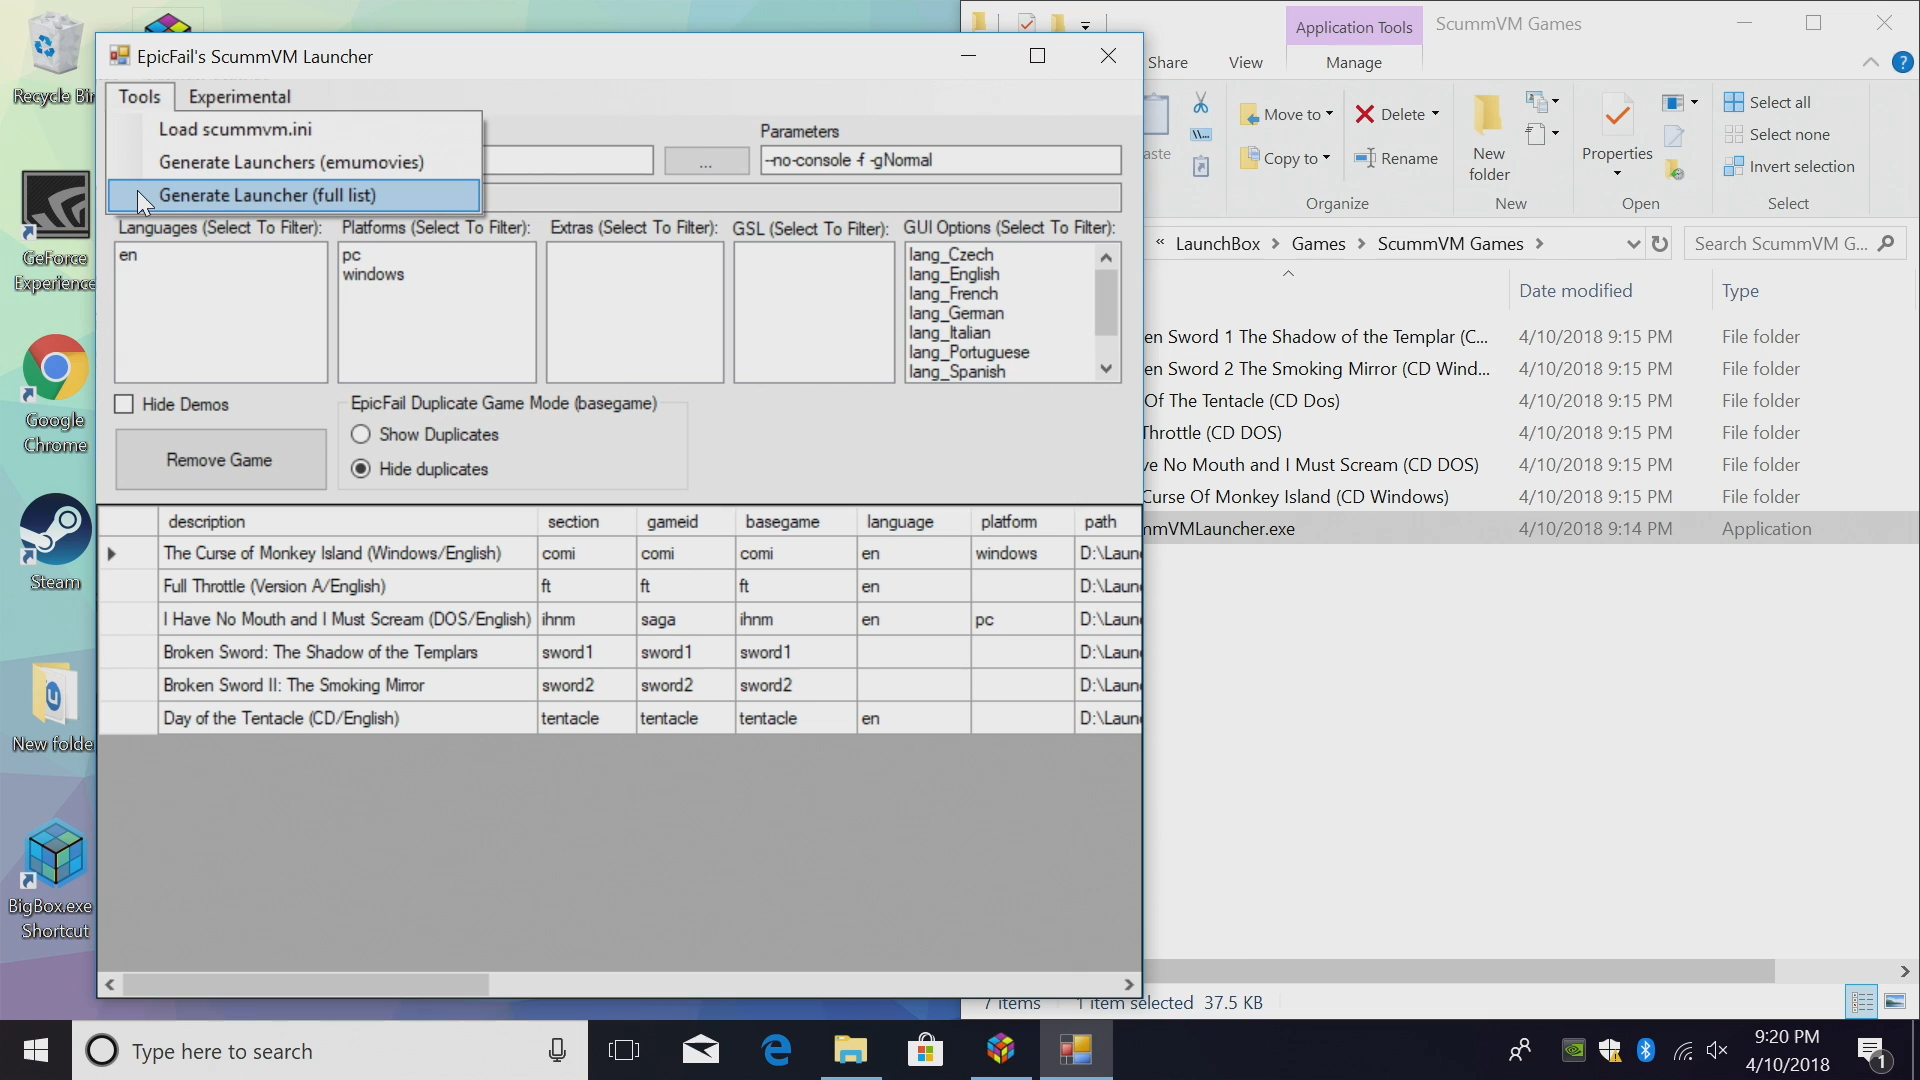 Recycle Bin
GeForce
Experience
Google
Chrome
Steam
New folde
BigBox.exe
Shortcut
EpicFail's ScummVM Launcher
Tools
Experimental
Load scummvm.ini
Generate Launchers (emumovies)
Generate Launcher (full list)
...
Parameters
--no-console -f -gNormal
Languages (Select To Filter):
en
Platforms (Select To Filter):
pc
windows
Extras (Select To Filter):
GSL (Select To Filter):
GUI Options (Select To Filter):
lang_Czech
lang_English
lang_French
lang_German
lang_Italian
lang_Portuguese
lang_Spanish
Hide Demos
Remove Game
EpicFail Duplicate Game Mode (basegame)
Show Duplicates
Hide duplicates
description section gameid basegame language platform path
The Curse of Monkey Island (Windows/English) comi comi comi en windows D:\Laun
Full Throttle (Version A/English) ft ft ft en D:\Laun
I Have No Mouth and I Must Scream (DOS/English) ihnm saga ihnm en pc D:\Laun
Broken Sword: The Shadow of the Templars sword1 sword1 sword1 D:\Laun
Broken Sword II: The Smoking Mirror sword2 sword2 sword2 D:\Laun
Day of the Tentacle (CD/English) tentacle tentacle tentacle en D:\Laun
Application Tools
ScummVM Games
Share
View
Manage
aste
Move to
Copy to
Delete
Rename
Organize
New
folder
New
Properties
Open
Select all
Select none
Invert selection
Select
« LaunchBox > Games > ScummVM Games >
Search ScummVM G...
Date modified Type
en Sword 1 The Shadow of the Templar (C... 4/10/2018 9:15 PM File folder
en Sword 2 The Smoking Mirror (CD Wind... 4/10/2018 9:15 PM File folder
Of The Tentacle (CD Dos) 4/10/2018 9:15 PM File folder
Throttle (CD DOS) 4/10/2018 9:15 PM File folder
ve No Mouth and I Must Scream (CD DOS) 4/10/2018 9:15 PM File folder
Curse Of Monkey Island (CD Windows) 4/10/2018 9:15 PM File folder
mmVMLauncher.exe 4/10/2018 9:14 PM Application
7 items 1 item selected 37.5 KB
Type here to search
9:20 PM
4/10/2018
1